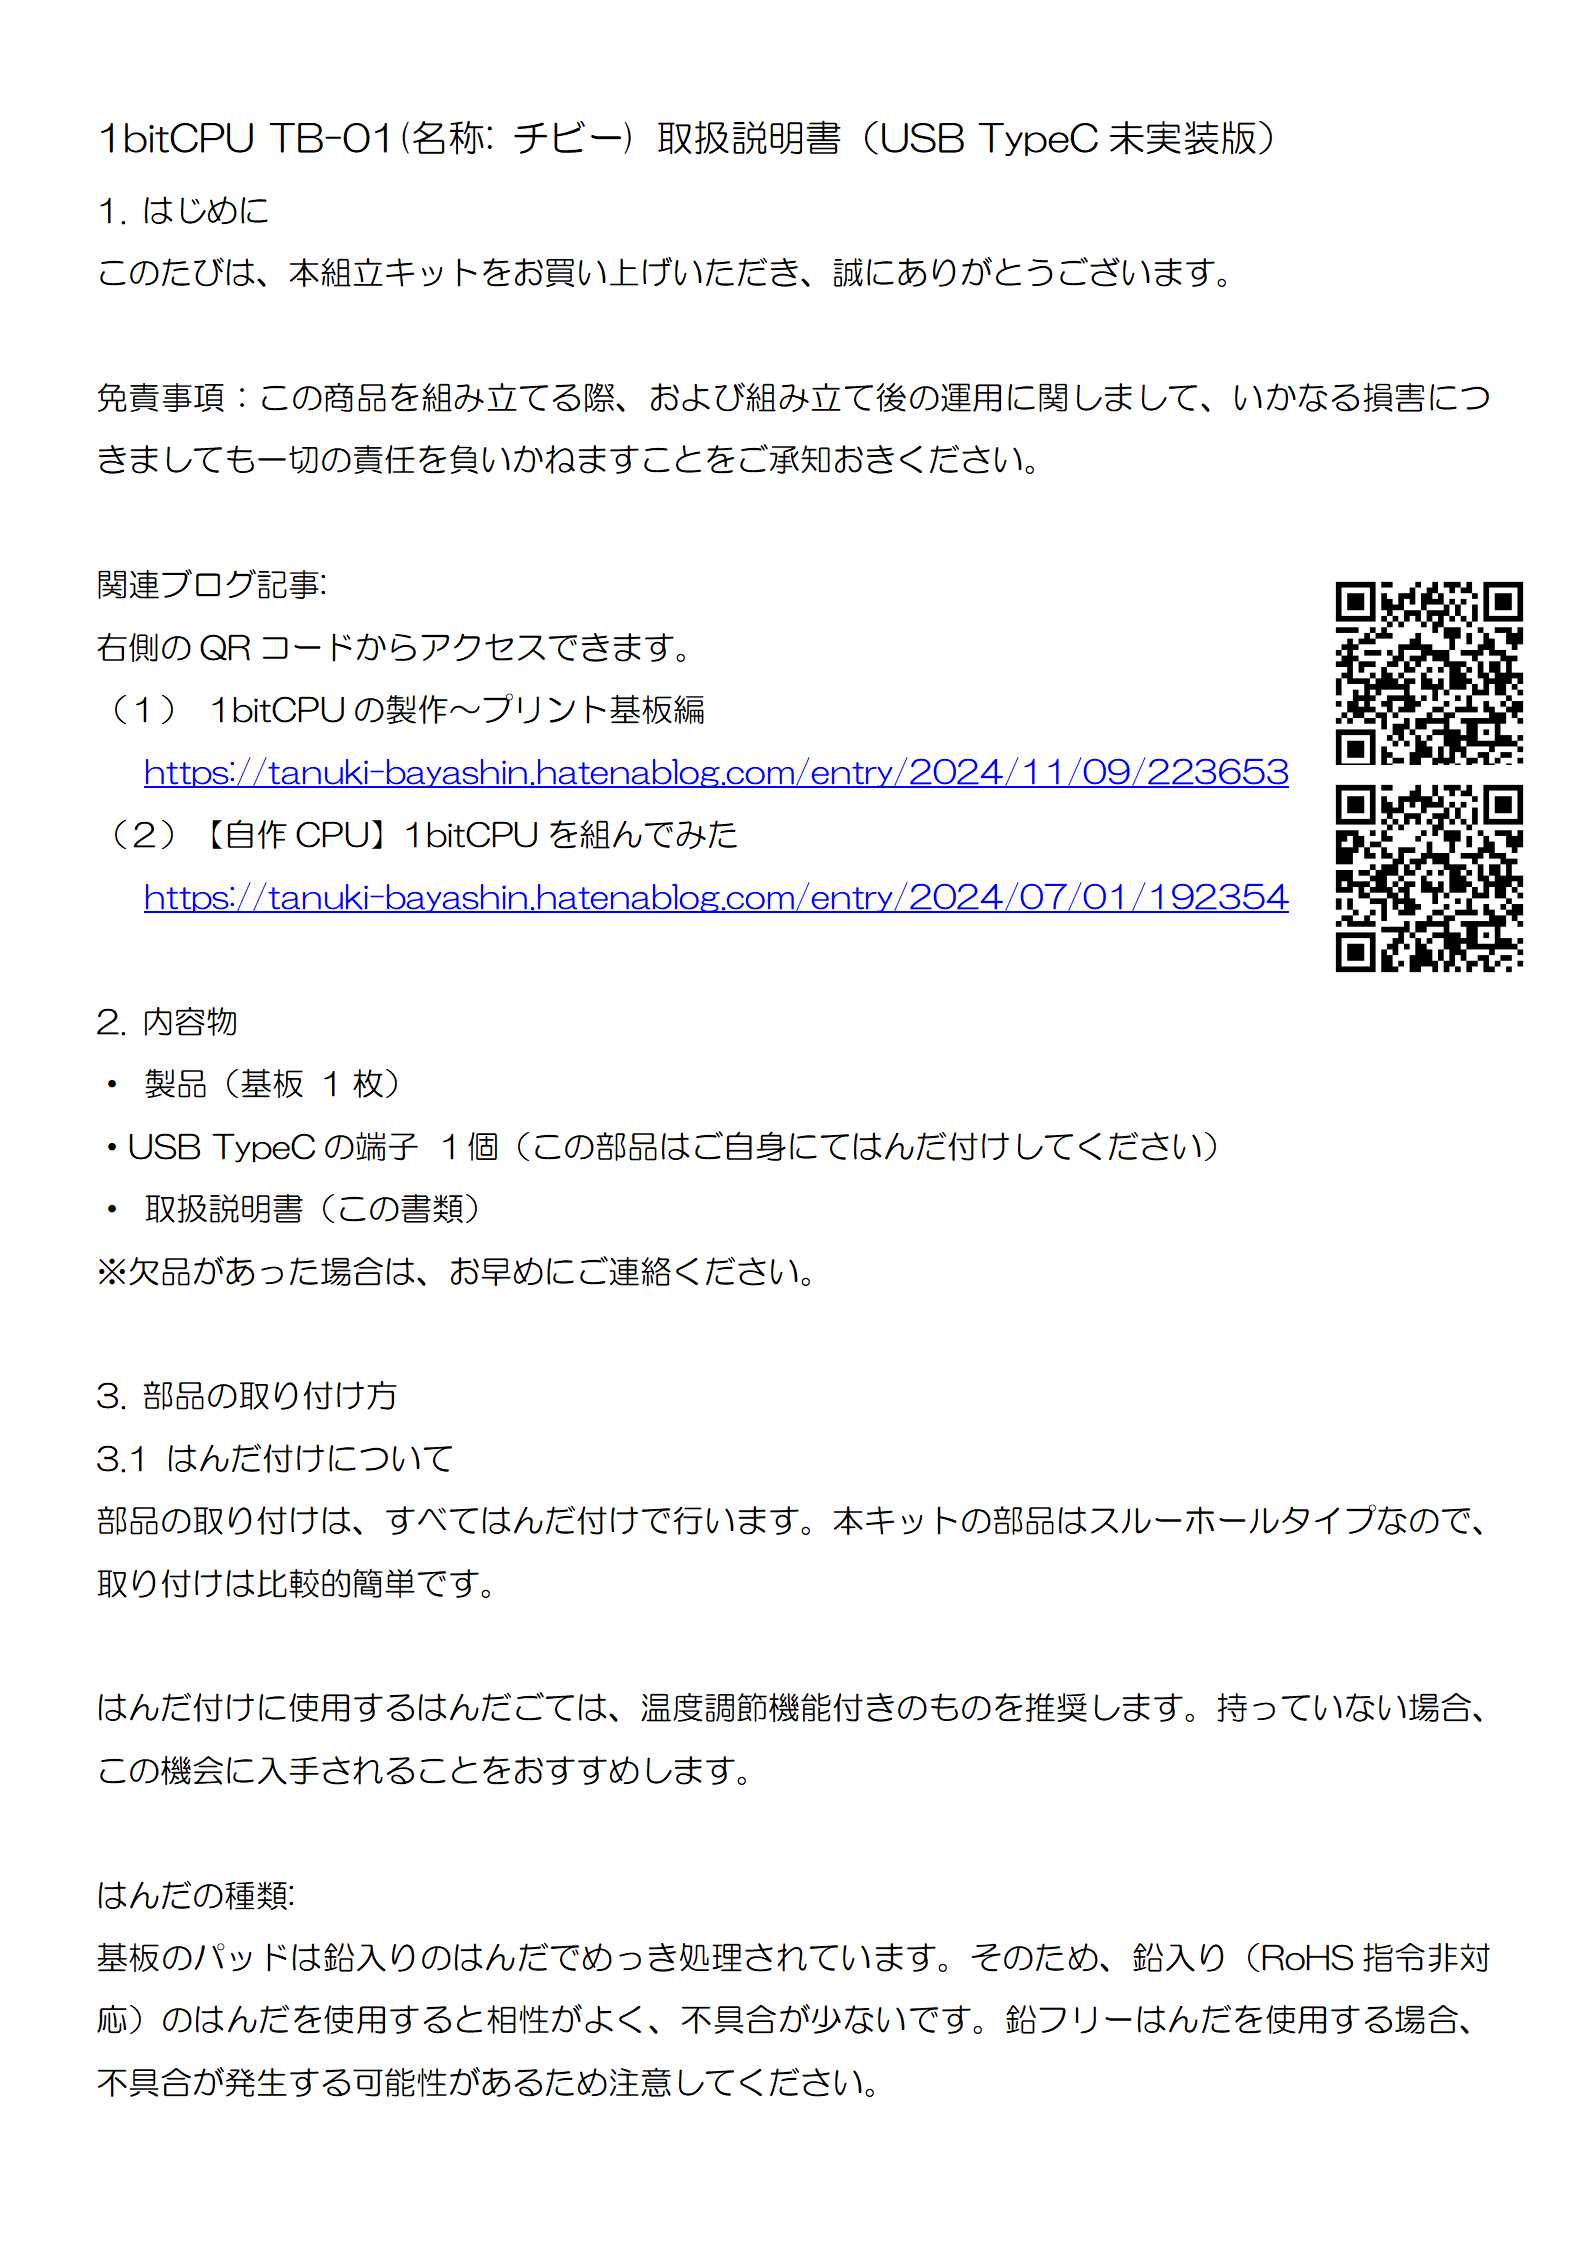 1bitCPU TB-01(名称: チビー) 取扱説明書（USB TypeC 未実装版）
1. はじめに
このたびは、本組立キットをお買い上げいただき、誠にありがとうございます。
免責事項：この商品を組み立てる際、および組み立て後の運用に関しまして、いかなる損害につ
きましても一切の責任を負いかねますことをご承知おきください。
関連ブログ記事:
右側の QR コードからアクセスできます。
（１） 1bitCPU の製作～プリント基板編
https://tanuki-bayashin.hatenablog.com/entry/2024/11/09/223653
（２）【自作 CPU】1bitCPU を組んでみた
https://tanuki-bayashin.hatenablog.com/entry/2024/07/01/192354
2. 内容物
・ 製品（基板 1 枚）
・USB TypeC の端子 1 個（この部品はご自身にてはんだ付けしてください）
・ 取扱説明書（この書類）
※欠品があった場合は、お早めにご連絡ください。
3. 部品の取り付け方
3.1 はんだ付けについて
部品の取り付けは、すべてはんだ付けで行います。本キットの部品はスルーホールタイプなので、
取り付けは比較的簡単です。
はんだ付けに使用するはんだごては、温度調節機能付きのものを推奨します。持っていない場合、
この機会に入手されることをおすすめします。
はんだの種類:
基板のパッドは鉛入りのはんだでめっき処理されています。そのため、鉛入り（RoHS 指令非対
応）のはんだを使用すると相性がよく、不具合が少ないです。鉛フリーはんだを使用する場合、
不具合が発生する可能性があるため注意してください。